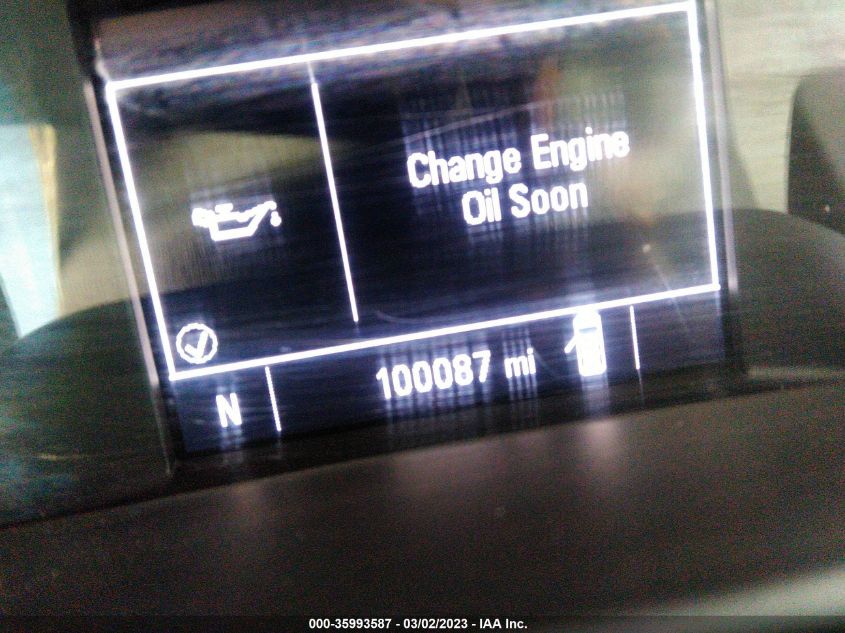 Change Engine
Oil Soon
N 100087 mi
000-35993587 - 03/02/2023 - IAA Inc.